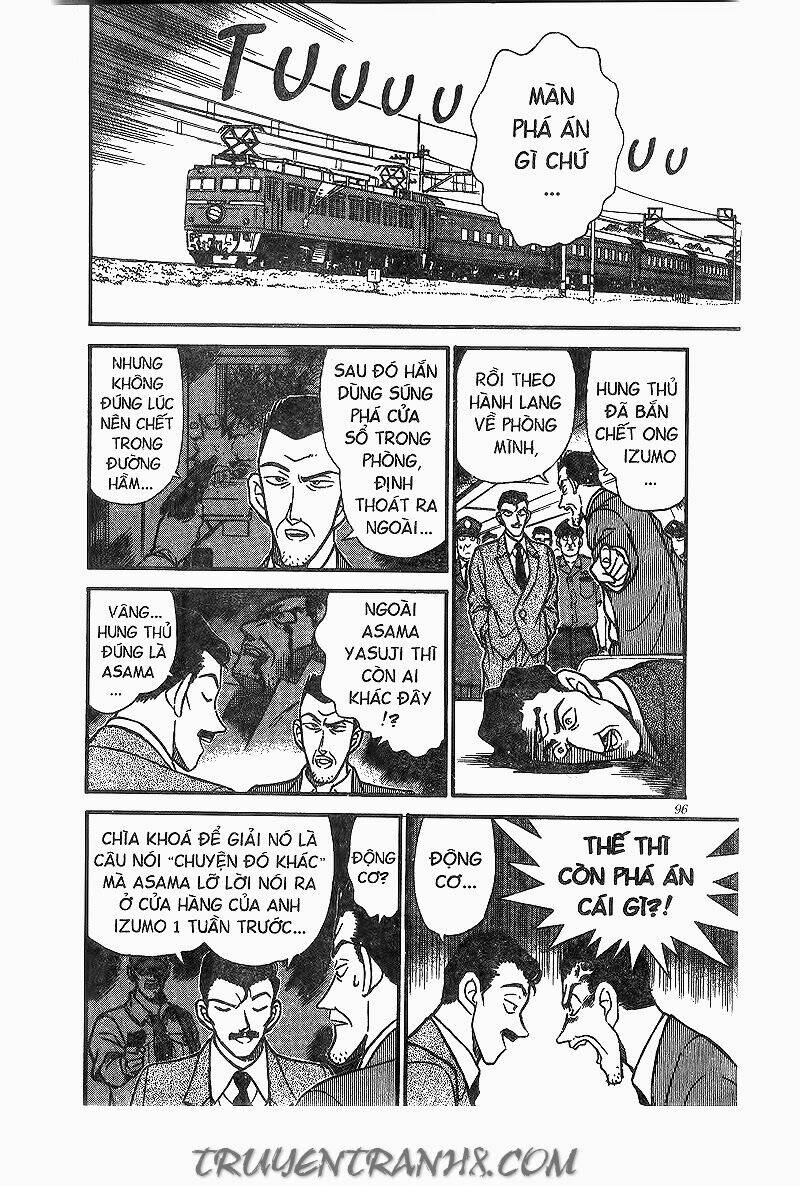 TUUUU UU
MÀN
PHÁ ÁN
GÌ CHỨ
...
HUNG THỦ
ĐÃ BẮN
CHẾT ONG
IZUMO
...
RỒI THEO
HÀNH LANG
VỀ PHÒNG
MÌNH,
SAU ĐÓ HẮN
DÙNG SÚNG
PHÁ CỬA
SỔ TRONG
PHÒNG,
ĐỊNH
THOÁT RA
NGOÀI...
NHƯNG
KHÔNG
ĐÚNG LÚC
NÊN CHẾT
TRONG
ĐƯỜNG
HẦM...
NGOÀI
ASAMA
YASUJI THÌ
CÒN AI
KHÁC ĐÂY
!?
VÂNG...
HUNG THỦ
ĐÚNG LÀ
ASAMA
...
96
THẾ THÌ
CÒN PHÁ ÁN
CÁI GÌ?!
ĐỘNG
CƠ...
ĐỘNG
CƠ?
CHÌA KHOÁ ĐỂ GIẢI NÓ LÀ
CÂU NÓI "CHUYỆN ĐÓ KHÁC"
MÀ ASAMA LỠ LỜI NÓI RA
Ở CỬA HÀNG CỦA ANH
IZUMO 1 TUẦN TRƯỚC...
TRUYENTRANH8.COM